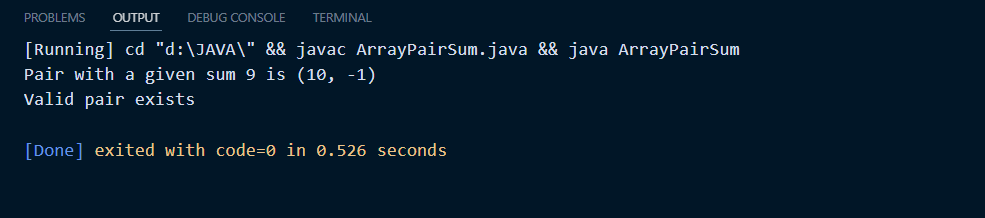 PROBLEMS OUTPUT DEBUG CONSOLE TERMINAL
[Running] cd "d:\JAVA\" && javac ArrayPairSum.java && java ArrayPairSum
Pair with a given sum 9 is (10, -1)
Valid pair exists
[Done] exited with code=0 in 0.526 seconds